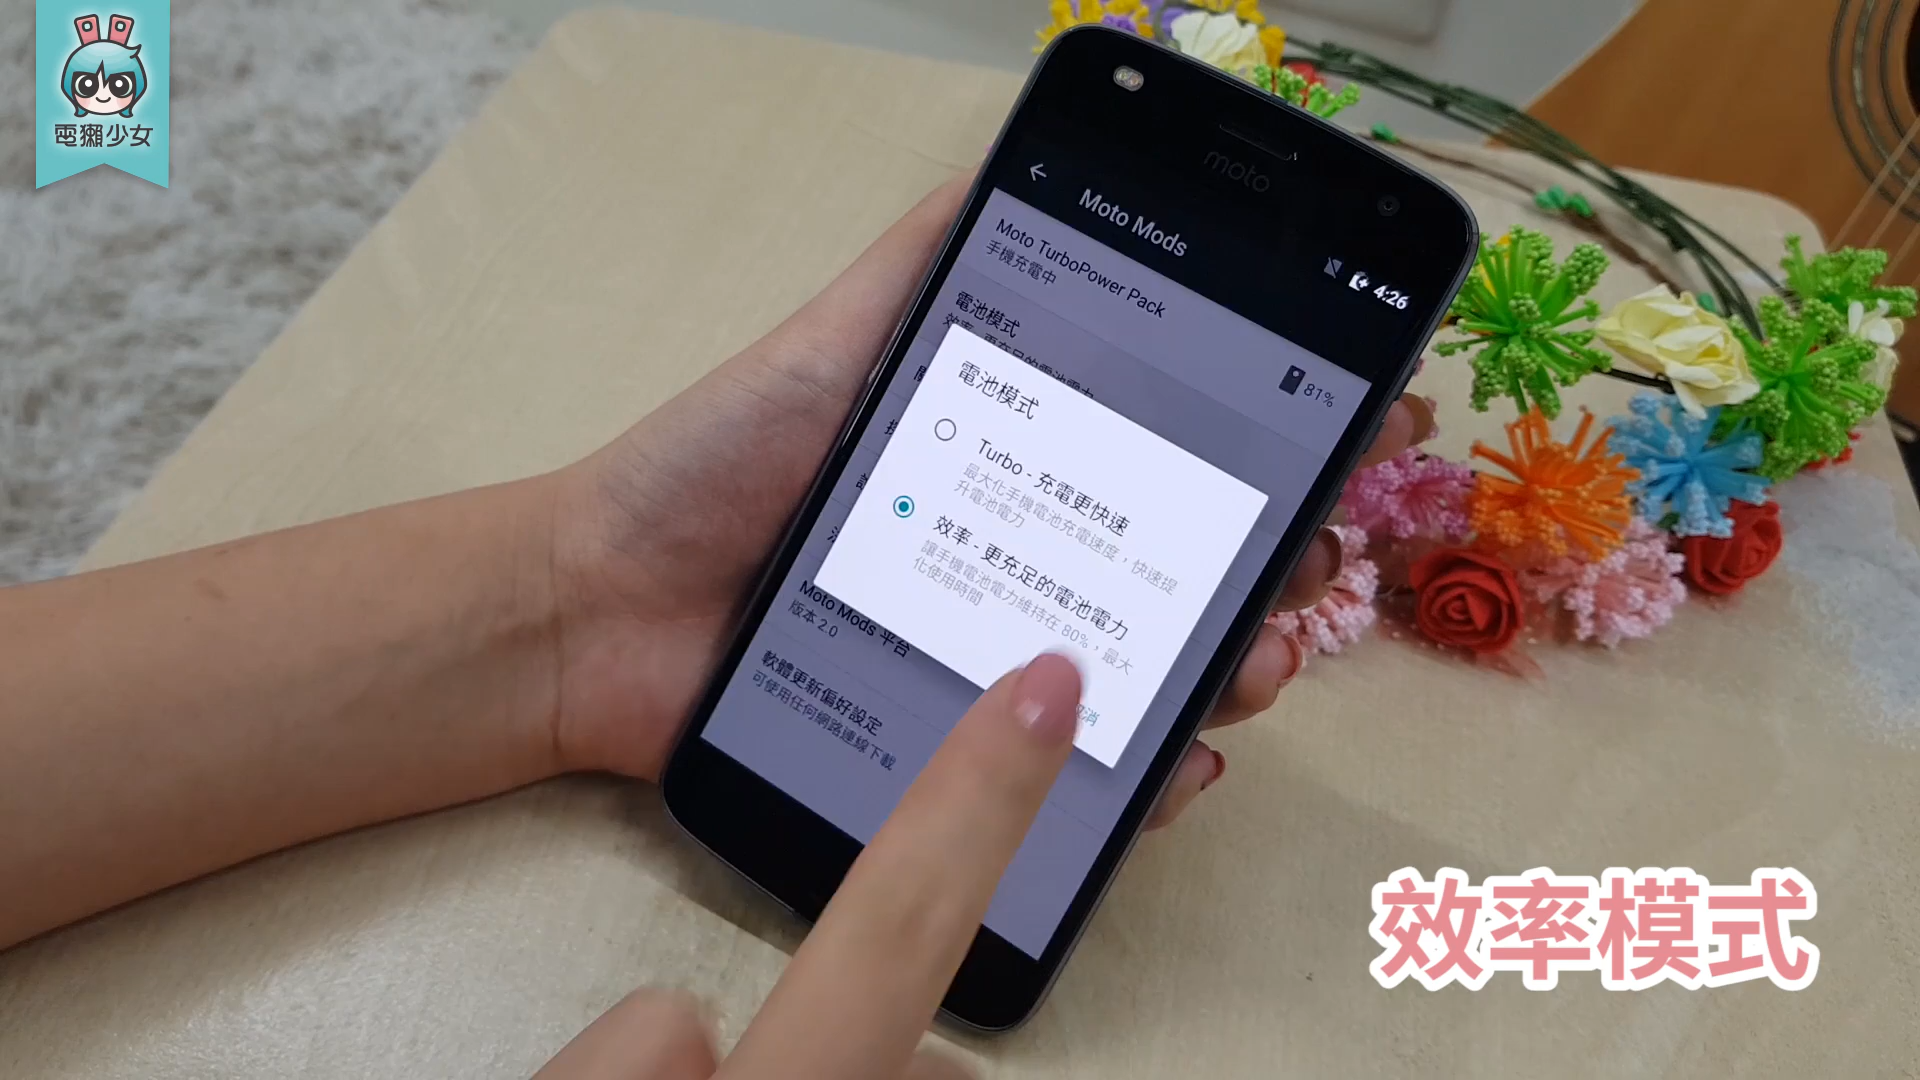 電獺少女
moto
Moto Mods
4:26
Moto TurboPower Pack
手機充電中
81%
電池模式
電池模式
Turbo - 充電更快速
最大化手機電池充電速度，快速提
升電池電力
效率 - 更充足的電池電力
讓手機電池電力維持在 80%，最大
化使用時間
取消
Moto Mods 平台
版本 2.0
軟體更新偏好設定
可使用任何網路連線下載
效率模式